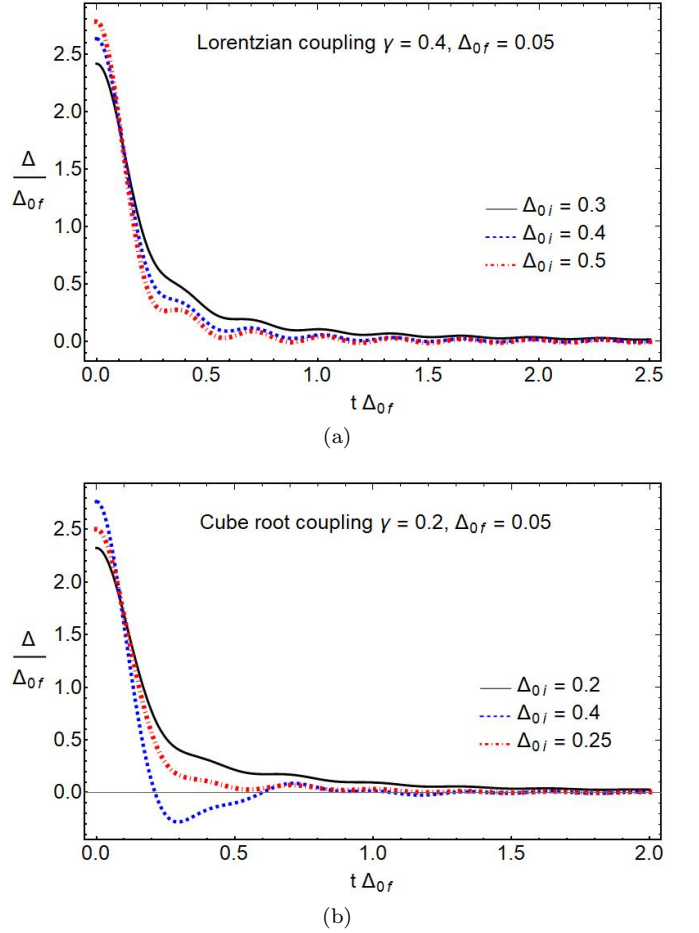 Lorentzian coupling γ = 0.4, Δ₀f = 0.05
2.5
2.0
1.5
1.0
0.5
0.0
Δ
Δ₀f
Δ₀i = 0.3
Δ₀i = 0.4
Δ₀i = 0.5
0.0 0.5 1.0 1.5 2.0 2.5
t Δ₀f
(a)
Cube root coupling γ = 0.2, Δ₀f = 0.05
2.5
2.0
1.5
1.0
0.5
0.0
Δ
Δ₀f
Δ₀i = 0.2
Δ₀i = 0.4
Δ₀i = 0.25
0.0 0.5 1.0 1.5 2.0
t Δ₀f
(b)